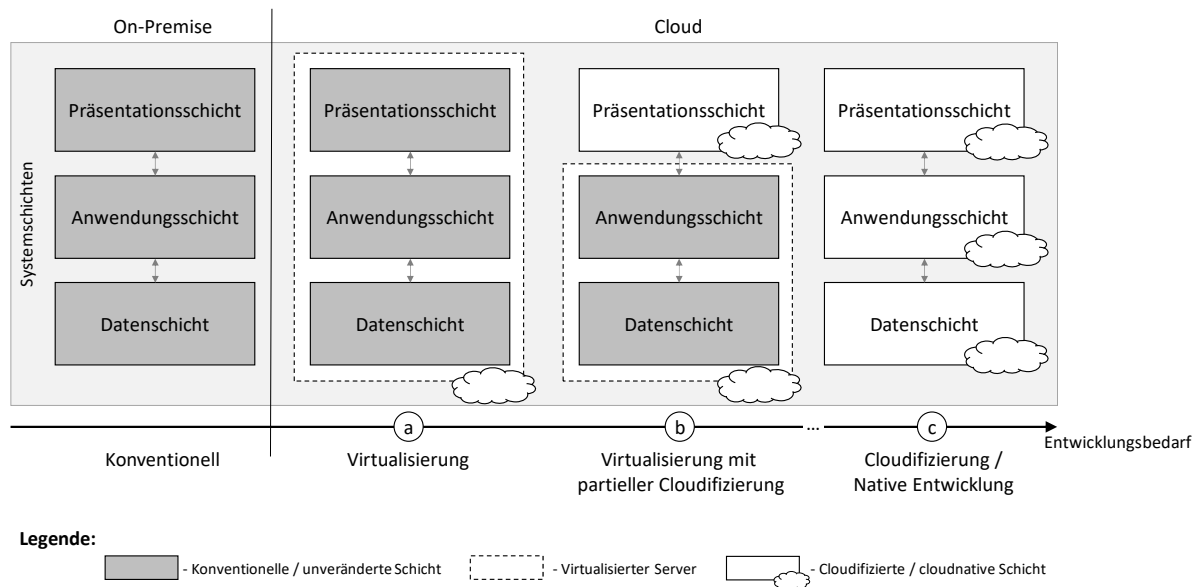 On-Premise
Cloud
Systemschichten
Präsentationsschicht
Präsentationsschicht
Präsentationsschicht
Präsentationsschicht
Anwendungsschicht
Anwendungsschicht
Anwendungsschicht
Anwendungsschicht
Datenschicht
Datenschicht
Datenschicht
Datenschicht
a
b
...
c
Entwicklungsbedarf
Konventionell
Virtualisierung
Virtualisierung mit
partieller Cloudifizierung
Cloudifizierung /
Native Entwicklung
Legende:
- Konventionelle / unveränderte Schicht
- Virtualisierter Server
- Cloudifizierte / cloudnative Schicht